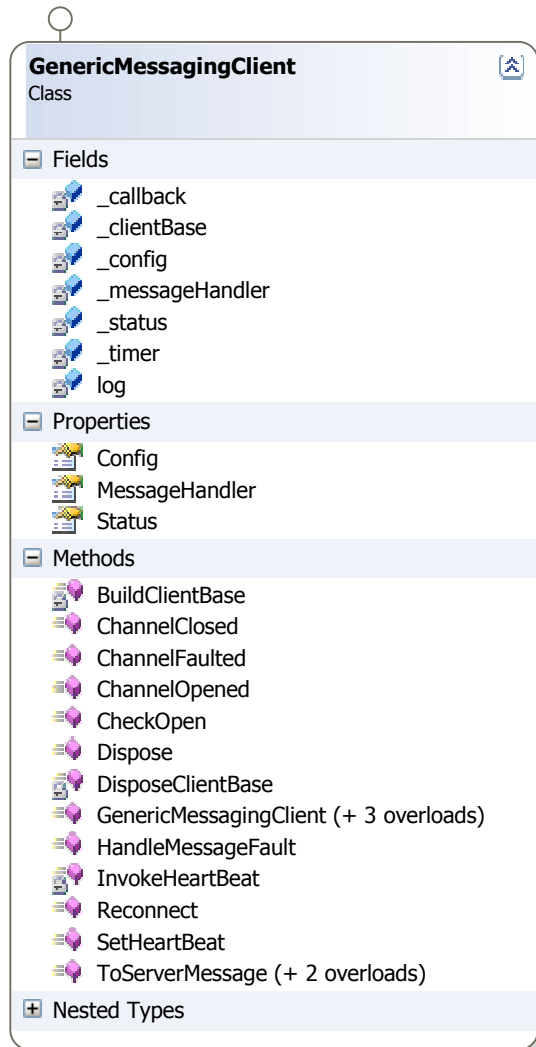 GenericMessagingClient
Class
Fields
_callback
_clientBase
_config
_messageHandler
_status
_timer
log
Properties
Config
MessageHandler
Status
Methods
BuildClientBase
ChannelClosed
ChannelFaulted
ChannelOpened
CheckOpen
Dispose
DisposeClientBase
GenericMessagingClient (+ 3 overloads)
HandleMessageFault
InvokeHeartBeat
Reconnect
SetHeartBeat
ToServerMessage (+ 2 overloads)
Nested Types